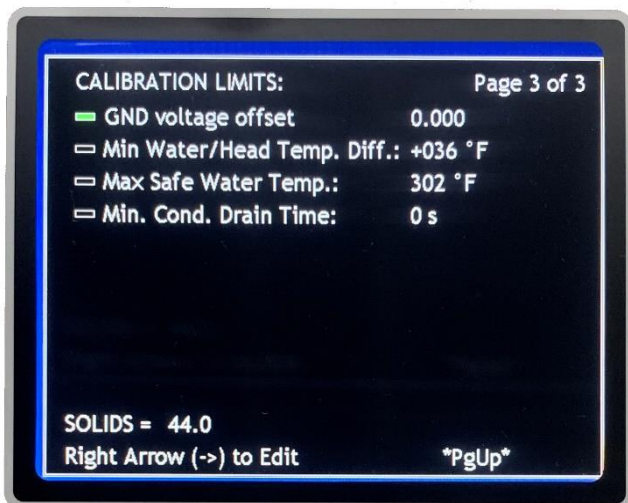 CALIBRATION LIMITS: Page 3 of 3
GND voltage offset 0.000
Min Water/Head Temp. Diff.: +036 °F
Max Safe Water Temp.: 302 °F
Min. Cond. Drain Time: 0 s
SOLIDS = 44.0
Right Arrow (->) to Edit *PgUp*